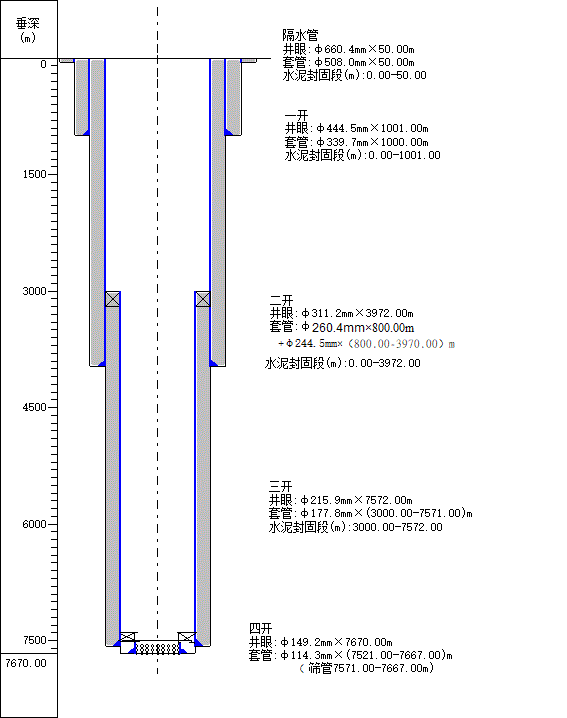 垂深
(m)
0
1500
3000
4500
6000
7500
7670.00
隔水管
井眼:φ660.4mm×50.00m
套管:φ508.0mm×50.00m
水泥封固段(m):0.00-50.00
一开
井眼:φ444.5mm×1001.00m
套管:φ339.7mm×1000.00m
水泥封固段(m):0.00-1001.00
二开
井眼:φ311.2mm×3972.00m
套管:φ260.4mm×800.00m
+φ244.5mm×（800.00-3970.00）m
水泥封固段(m):0.00-3972.00
三开
井眼:φ215.9mm×7572.00m
套管:φ177.8mm×(3000.00-7571.00)m
水泥封固段(m):3000.00-7572.00
四开
井眼:φ149.2mm×7670.00m
套管:φ114.3mm×(7521.00-7667.00)m
（筛管7571.00-7667.00m)